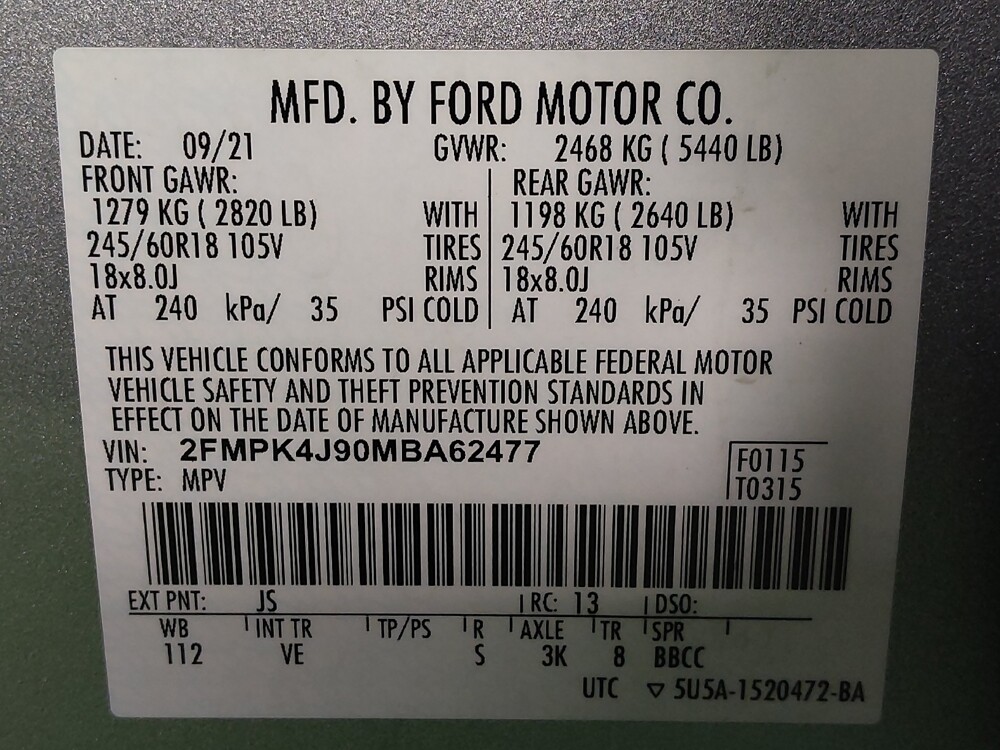 MFD. BY FORD MOTOR CO.
DATE: 09/21 GVWR: 2468 KG ( 5440 LB)
FRONT GAWR: REAR GAWR:
1279 KG ( 2820 LB) WITH 1198 KG ( 2640 LB) WITH
245/60R18 105V TIRES 245/60R18 105V TIRES
18x8.0J RIMS 18x8.0J RIMS
AT 240 kPa/ 35 PSI COLD AT 240 kPa/ 35 PSI COLD
THIS VEHICLE CONFORMS TO ALL APPLICABLE FEDERAL MOTOR
VEHICLE SAFETY AND THEFT PREVENTION STANDARDS IN
EFFECT ON THE DATE OF MANUFACTURE SHOWN ABOVE.
VIN: 2FMPK4J90MBA62477
F0115
TYPE: MPV T0315
EXT PNT: JS RC: 13 DSO:
WB INT TR TP/PS R AXLE TR SPR
112 VE S 3K 8 BBCC
UTC ▽ 5U5A-1520472-BA